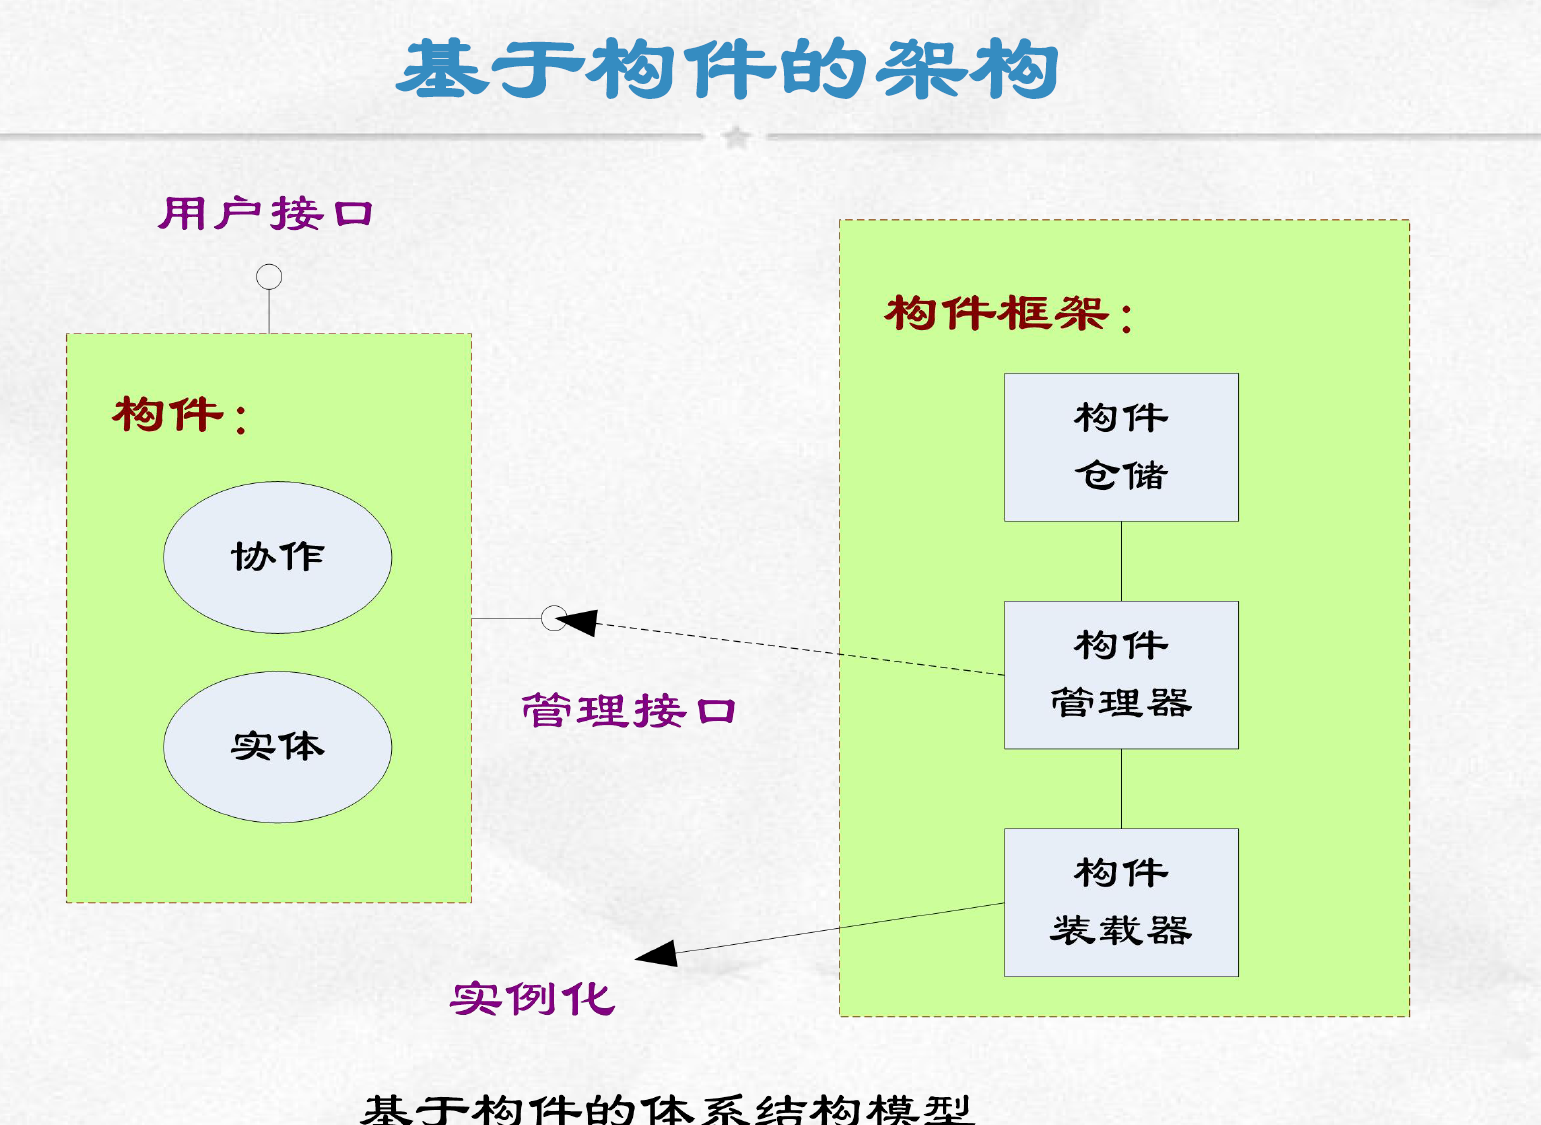 基于构件的架构
用户接口
构件：
协作
实体
管理接口
实例化
构件框架：
构件
仓储
构件
管理器
构件
装载器
基于构件的体系结构模型